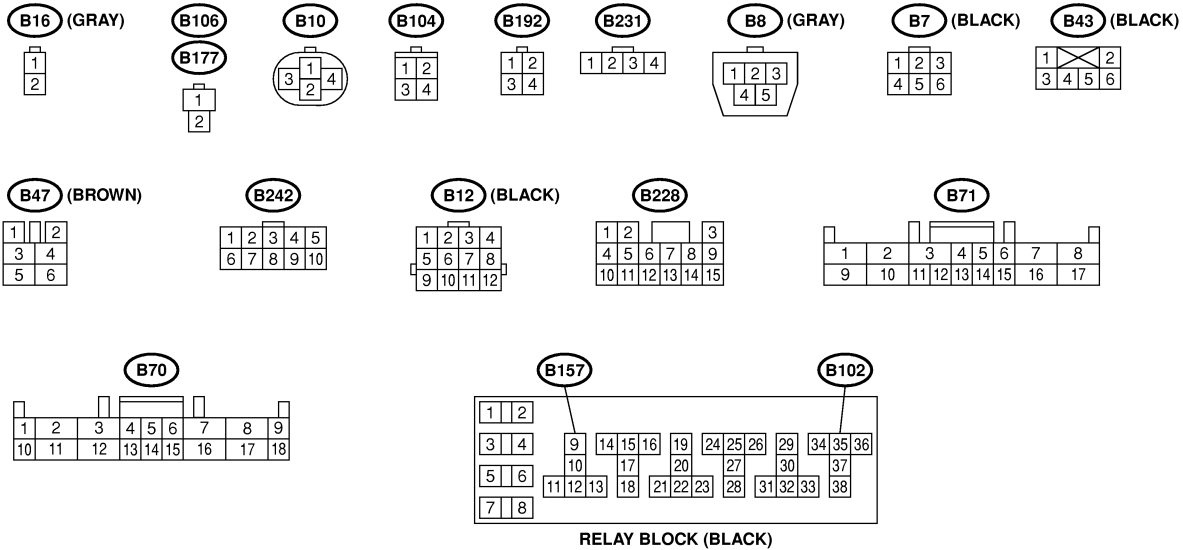 B16 (GRAY) B106 B10 B104 B192 B231 B8 (GRAY) B7 (BLACK) B43 (BLACK)
B177
1
2
1
2
1
3 4
2
1 2
3 4
1 2
3 4
1 2 3 4
1 2 3
4 5
1 2 3
4 5 6
1 2
3 4 5 6
B47 (BROWN) B242 B12 (BLACK) B228 B71
1 2
3 4
5 6
1 2 3 4 5
6 7 8 9 10
1 2 3 4
5 6 7 8
9 10 11 12
1 2 3
4 5 6 7 8 9
10 11 12 13 14 15
1 2 3 4 5 6 7 8
9 10 11 12 13 14 15 16 17
B70 B157 B102
1 2 3 4 5 6 7 8 9
10 11 12 13 14 15 16 17 18
1 2
3 4 9 14 15 16 19 24 25 26 29 34 35 36
10 17 20 27 30 37
5 6 11 12 13 18 21 22 23 28 31 32 33 38
7 8
RELAY BLOCK (BLACK)